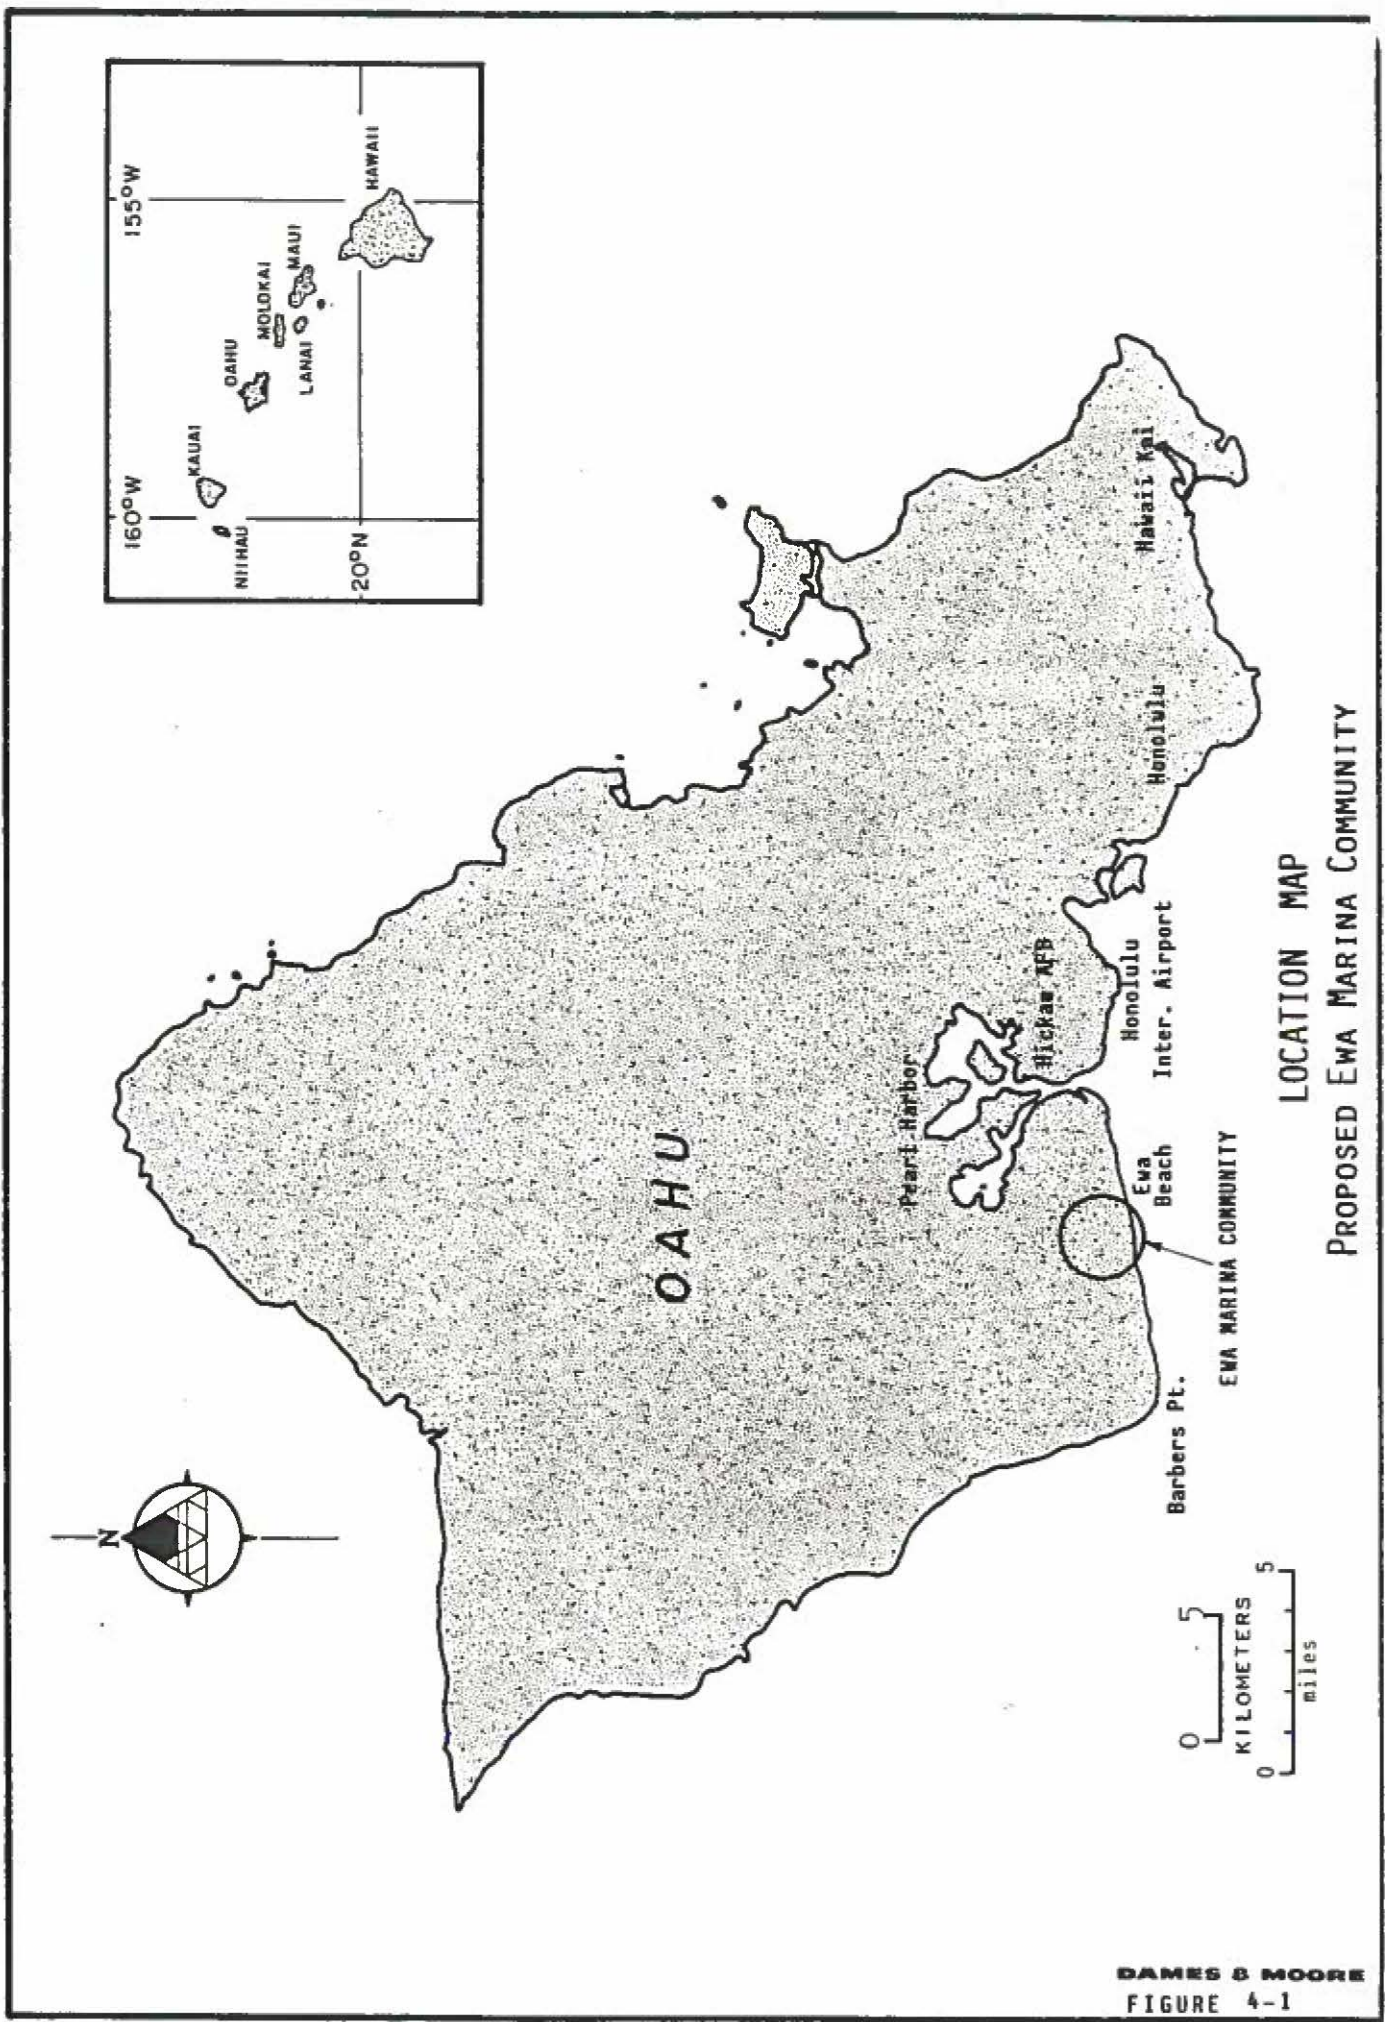 160°W
155°W
NIIHAU
KAUAI
OAHU
MOLOKAI
LANAI
MAUI
HAWAII
20°N
N
OAHU
Pearl Harbor
Hickam AFB
Honolulu
Inter. Airport
Honolulu
Hawaii Kai
Ewa
Beach
Barbers Pt.
EWA MARINA COMMUNITY
0 5
KILOMETERS
0 5
miles
LOCATION MAP
PROPOSED EWA MARINA COMMUNITY
DAMES & MOORE
FIGURE 4-1